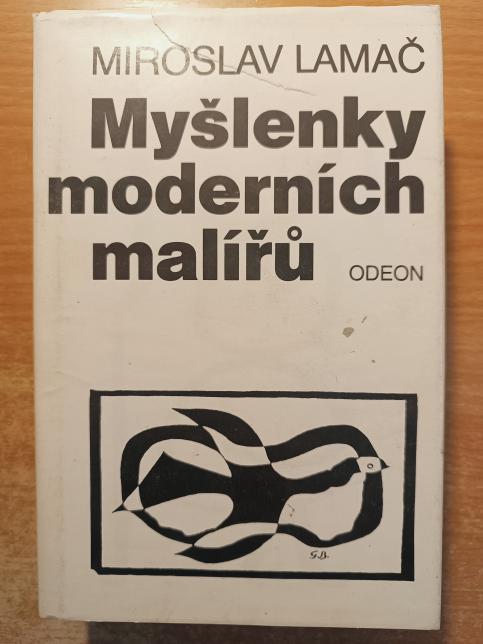 MIROSLAV LAMAČ
Myšlenky
moderních
malířů
ODEON
G.B.